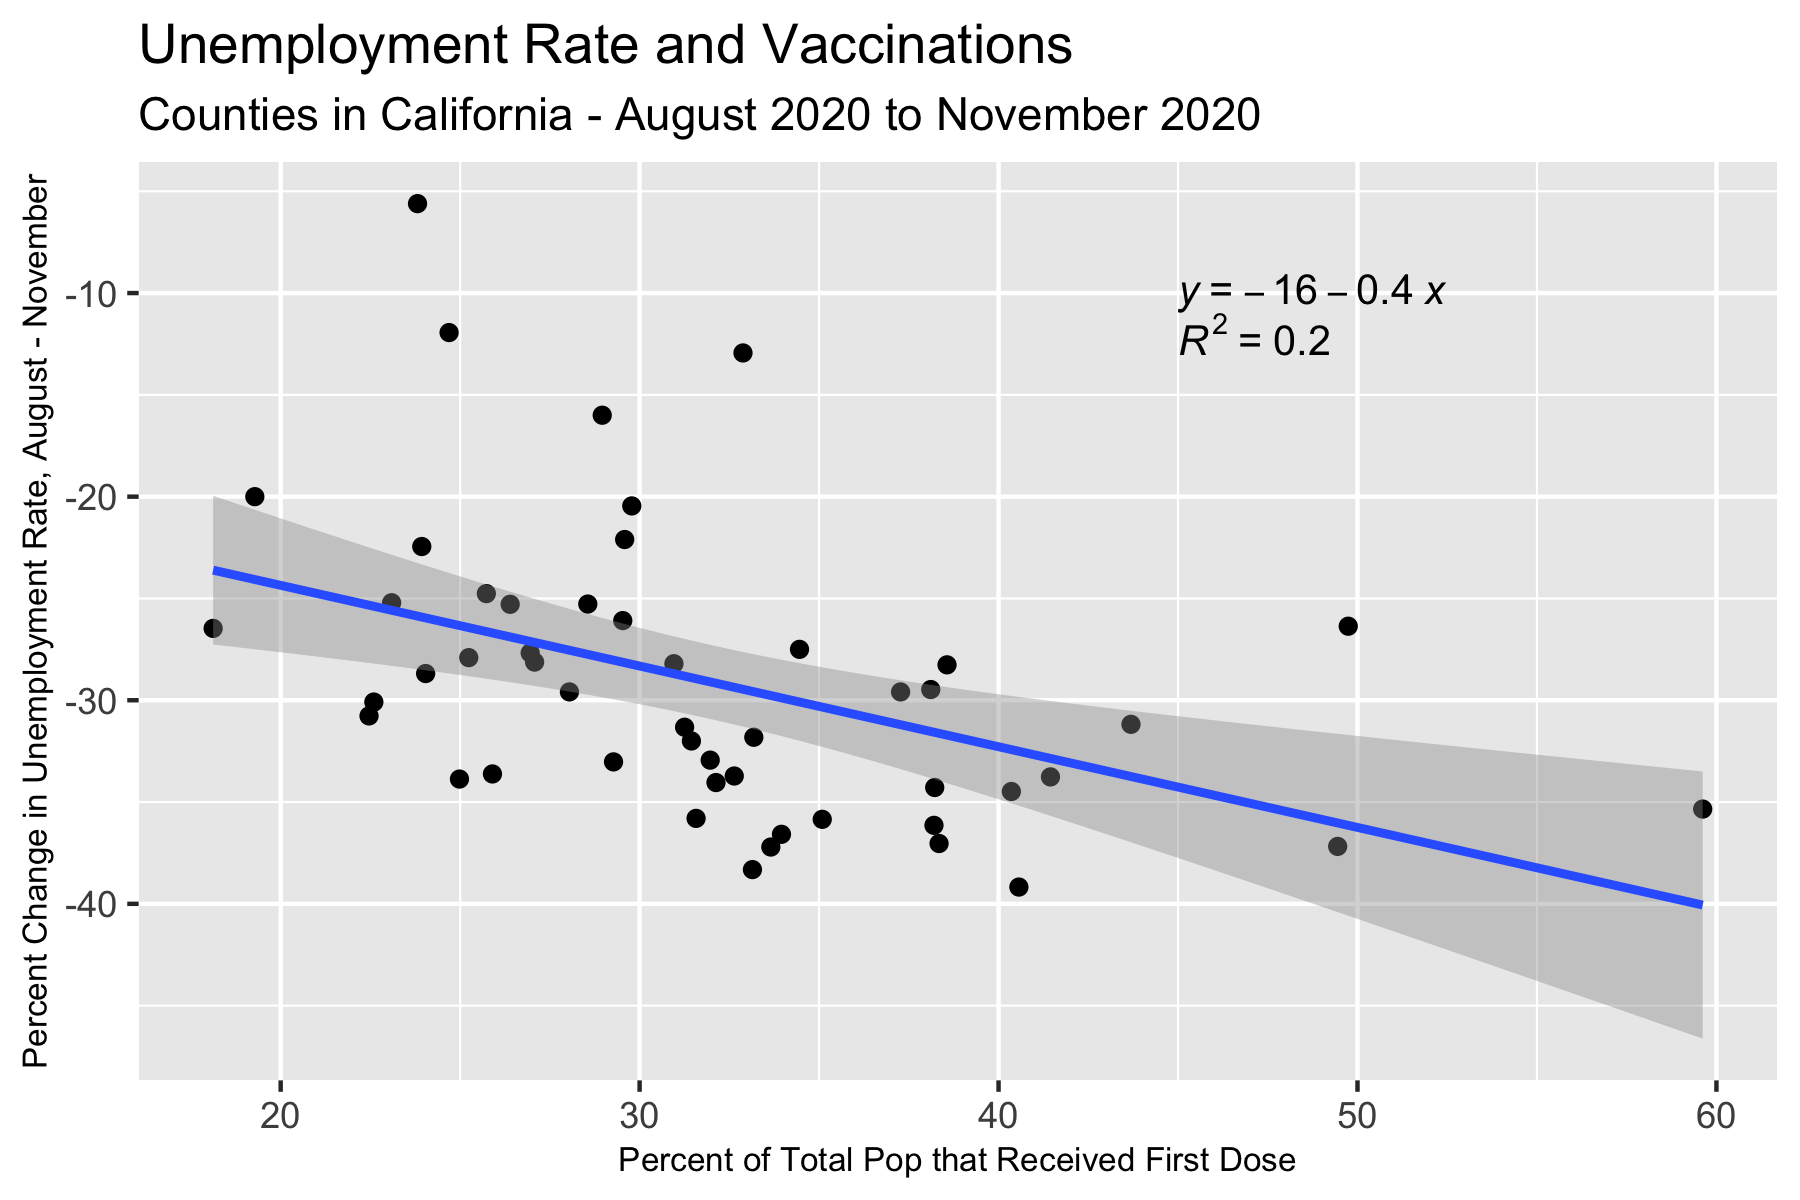 Unemployment Rate and Vaccinations
Counties in California - August 2020 to November 2020
Percent Change in Unemployment Rate, August - November
-10
-20
-30
-40
y = – 16 – 0.4 x
R² = 0.2
20 30 40 50 60
Percent of Total Pop that Received First Dose